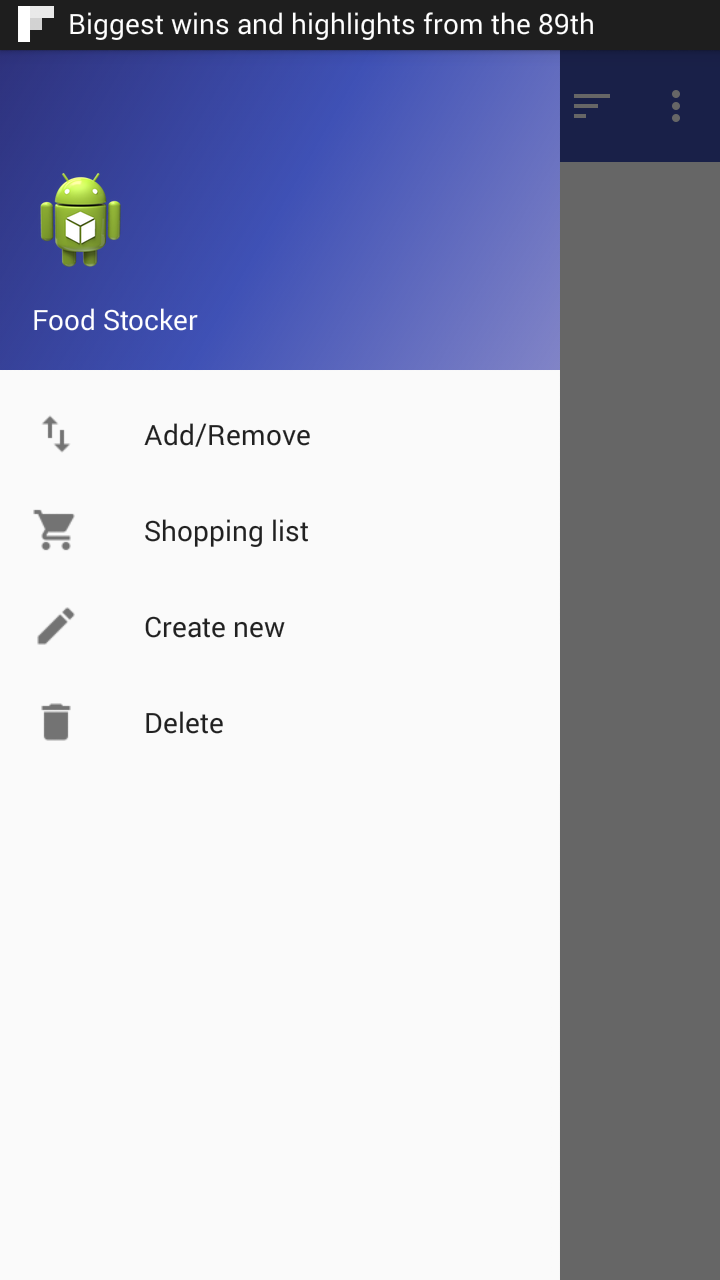 Biggest wins and highlights from the 89th
Food Stocker
Add/Remove
Shopping list
Create new
Delete